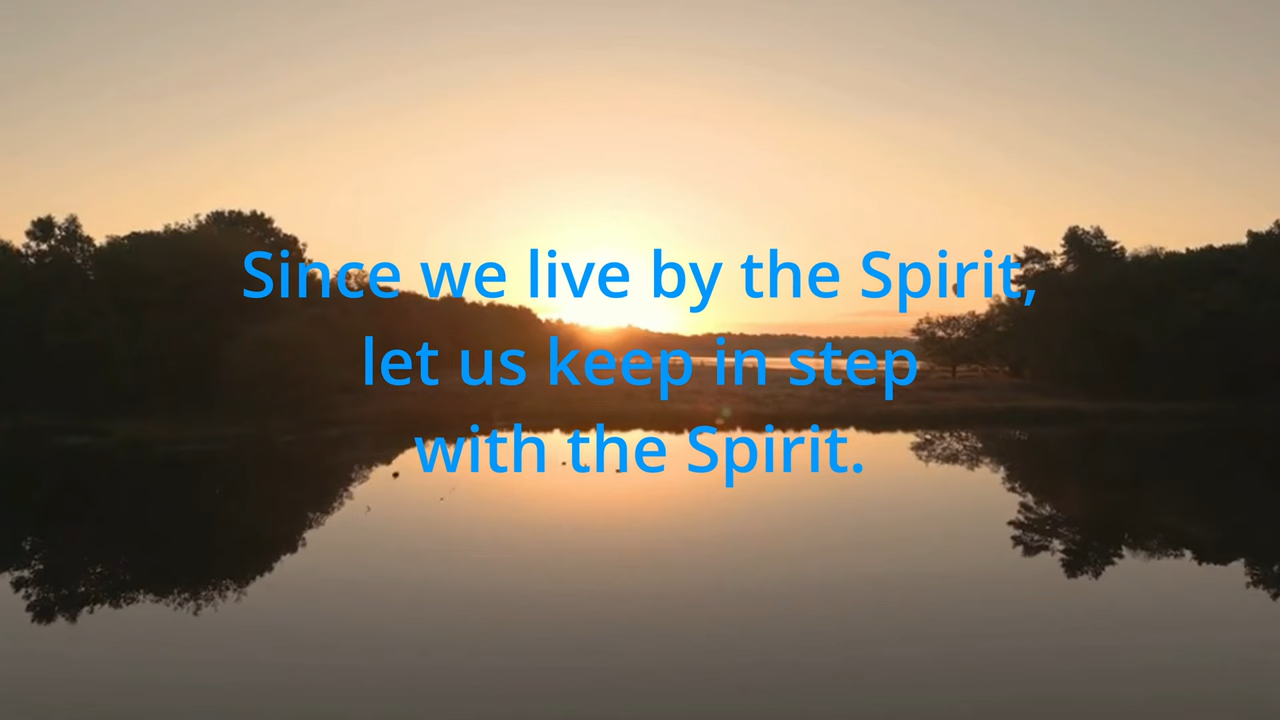 Since we live by the Spirit,
let us keep in step
with the Spirit.